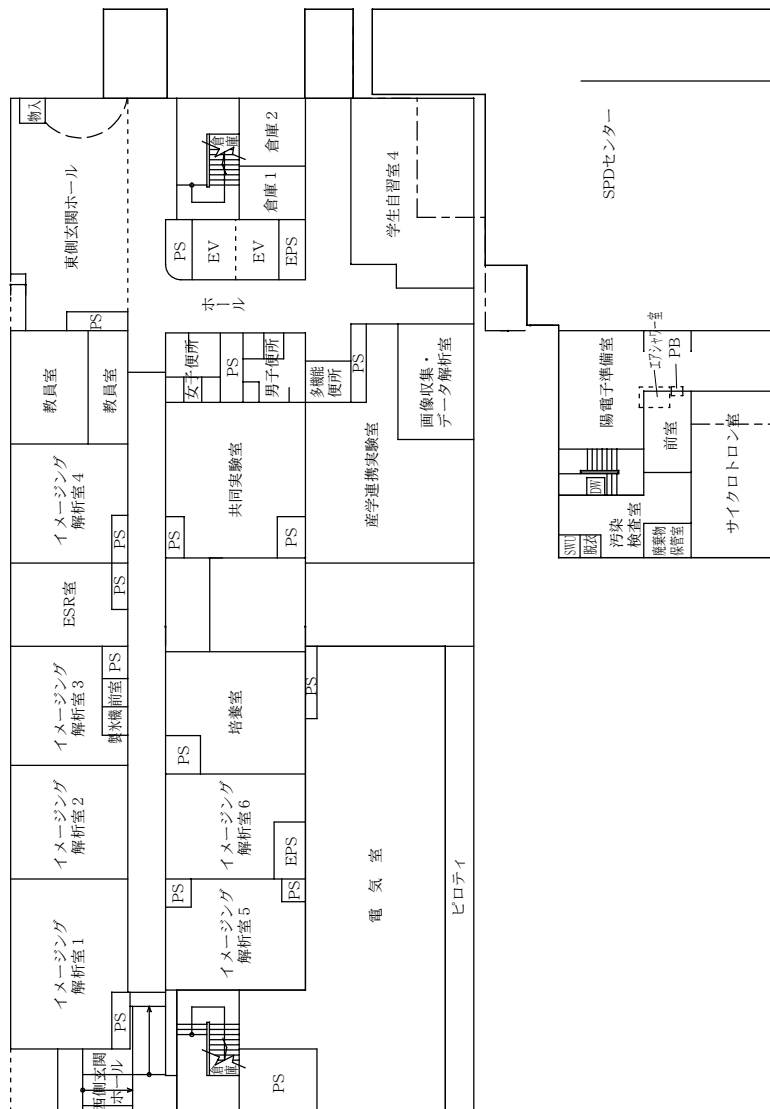 物入
東側玄関ホール
PS
教員室
教員室
イメージング
解析室４
PS
ESR室
PS
イメージング
解析室３
PS
前室
製氷機
イメージング
解析室２
イメージング
解析室１
PS
西側玄関
ホール
倉庫
倉庫２
倉庫１
PS
EV
EV
EPS
ホール
女子便所
PS
男子便所
多機能
便所
PS
共同実験室
PS
PS
培養室
PS
PS
イメージング
解析室６
EPS
イメージング
解析室５
PS
PS
倉庫
PS
学生自習室４
画像収集・
データ解析室
産学連携実験室
電気室
ピロティ
SPDセンター
陽電子準備室
エアシャワー室
PB
前室
サイクロトロン室
DW
汚染
検査室
SWU
脱衣
廃棄物
保管室